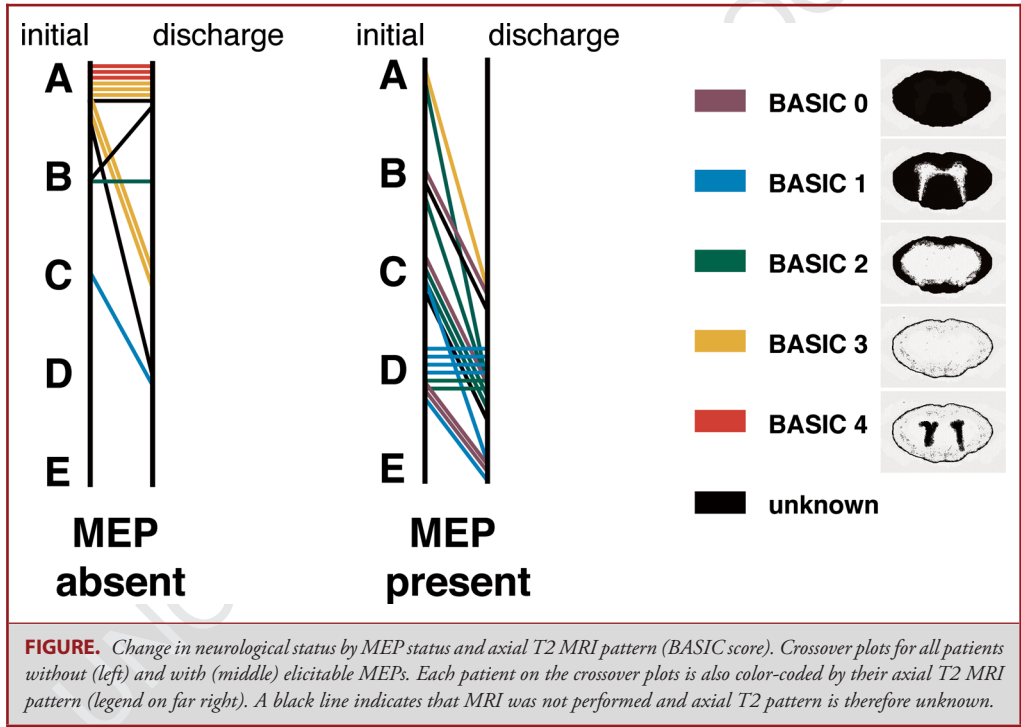 initial discharge initial discharge
A A
B B
C C
D D
E E
MEP MEP
absent present
BASIC 0
BASIC 1
BASIC 2
BASIC 3
BASIC 4
unknown
FIGURE. Change in neurological status by MEP status and axial T2 MRI pattern (BASIC score). Crossover plots for all patients
without (left) and with (middle) elicitable MEPs. Each patient on the crossover plots is also color-coded by their axial T2 MRI
pattern (legend on far right). A black line indicates that MRI was not performed and axial T2 pattern is therefore unknown.